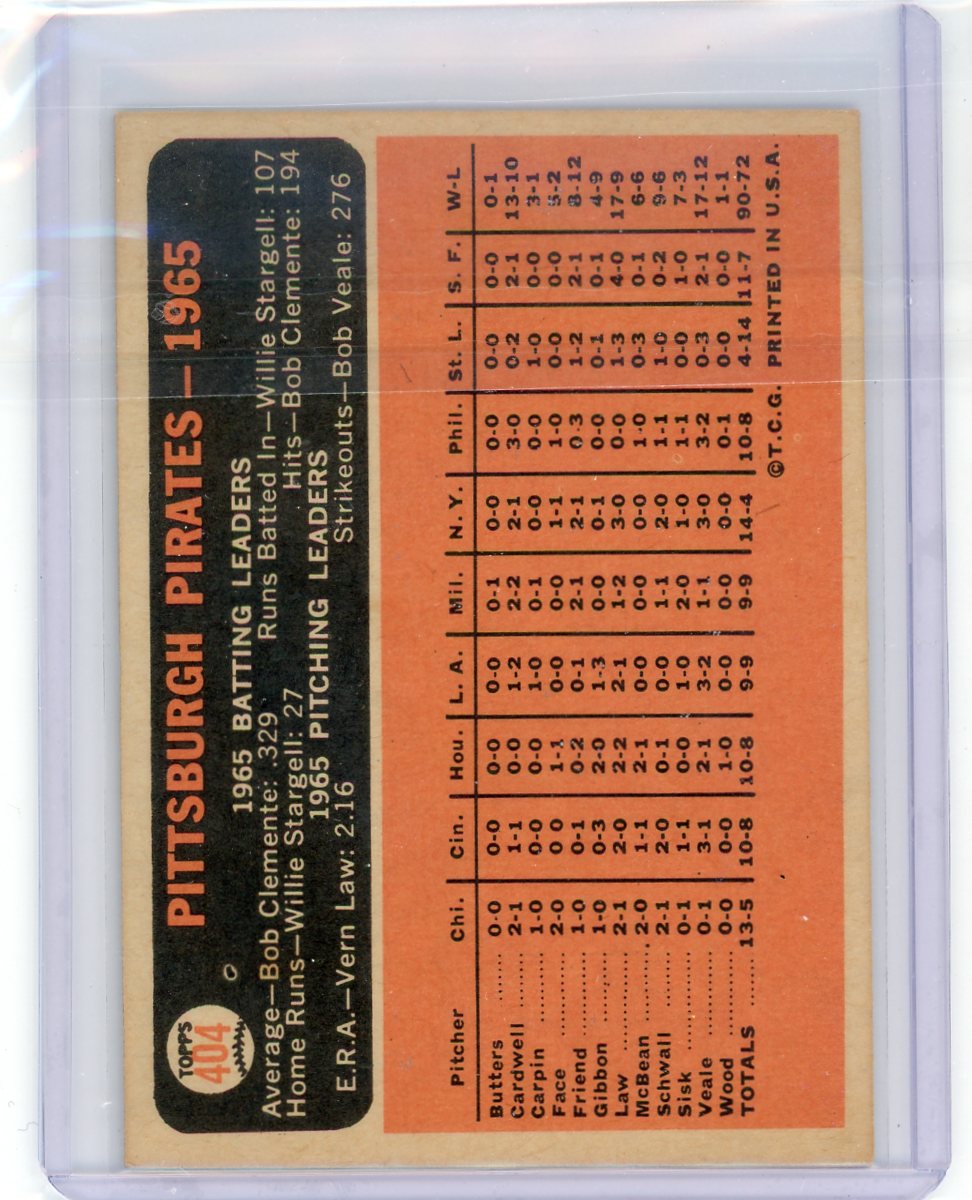 TOPPS
404
PITTSBURGH PIRATES—1965
1965 BATTING LEADERS
Average—Bob Clemente: .329 Runs Batted In—Willie Stargell: 107
Home Runs—Willie Stargell: 27 Hits—Bob Clemente: 194
1965 PITCHING LEADERS
E.R.A.—Vern Law: 2.16 Strikeouts—Bob Veale: 276
Pitcher Chi. Cin. Hou. L. A. Mil. N. Y. Phil. St. L. S. F. W-L
Butters ...... 0-0 0-0 0-0 0-0 0-1 0-0 0-0 0-0 0-0 0-1
Cardwell ...... 2-1 1-1 0-0 1-2 2-2 2-1 3-0 0-2 2-1 13-10
Carpin ...... 1-0 0-0 0-0 1-0 0-1 0-0 0-0 1-0 0-0 3-1
Face ...... 2-0 0 0 1-1 0-0 0-0 1-1 1-0 0-0 0-0 5-2
Friend ...... 1-0 0-1 0-2 0-1 2-1 2-1 0-3 1-2 2-1 8-12
Gibbon ...... 1-0 0-3 2-0 1-3 0-0 0-1 0-0 0-1 0-1 4-9
Law ...... 2-1 2-0 2-2 2-1 1-2 3-0 0-0 1-3 4-0 17-9
McBean ...... 2-0 1-1 2-1 0-0 0-0 0-0 1-0 0-3 0-1 6-6
Schwall ...... 2-1 2-0 0-1 0-0 1-1 2-0 1-1 1-0 0-2 9-6
Sisk ...... 0-1 1-1 0-0 1-0 2-0 1-0 1-1 0-0 1-0 7-3
Veale ...... 0-1 3-1 2-1 3-2 1-1 3-0 3-2 0-3 2-1 17-12
Wood ...... 0-0 0-0 1-0 0-0 0-0 0-0 0-1 0-0 0-0 1-1
TOTALS ...... 13-5 10-8 10-8 9-9 9-9 14-4 10-8 4-14 11-7 90-72
©T.C.G. PRINTED IN U.S.A.